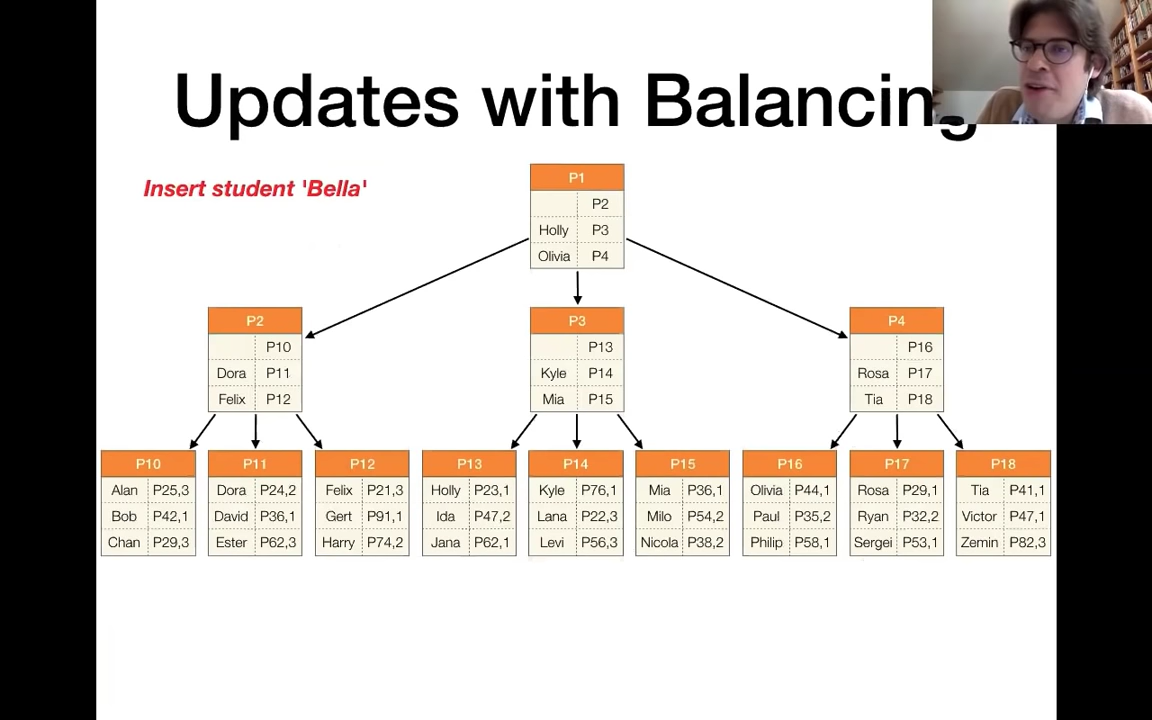 Updates with Balancing
Insert student 'Bella'
P1
P2
Holly P3
Olivia P4
P2
P10
Dora P11
Felix P12
P3
P13
Kyle P14
Mia P15
P4
P16
Rosa P17
Tia P18
P10
Alan P25,3
Bob P42,1
Chan P29,3
P11
Dora P24,2
David P36,1
Ester P62,3
P12
Felix P21,3
Gert P91,1
Harry P74,2
P13
Holly P23,1
Ida P47,2
Jana P62,1
P14
Kyle P76,1
Lana P22,3
Levi P56,3
P15
Mia P36,1
Milo P54,2
Nicola P38,2
P16
Olivia P44,1
Paul P35,2
Philip P58,1
P17
Rosa P29,1
Ryan P32,2
Sergei P53,1
P18
Tia P41,1
Victor P47,1
Zemin P82,3